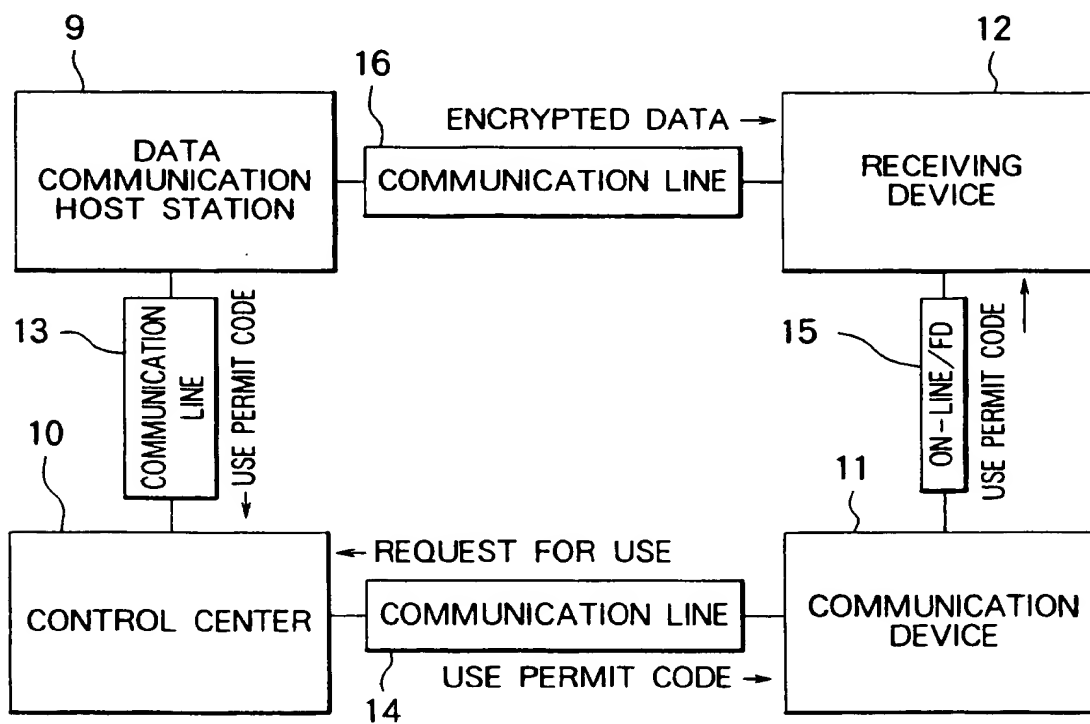 9
16
12
ENCRYPTED DATA →
DATA
COMMUNICATION
HOST STATION
COMMUNICATION LINE
RECEIVING
DEVICE
13
COMMUNICATION
LINE
USE PERMIT CODE
→
15
ON-LINE/FD
USE PERMIT CODE
→
10
11
← REQUEST FOR USE
CONTROL CENTER
COMMUNICATION LINE
COMMUNICATION
DEVICE
14
USE PERMIT CODE →